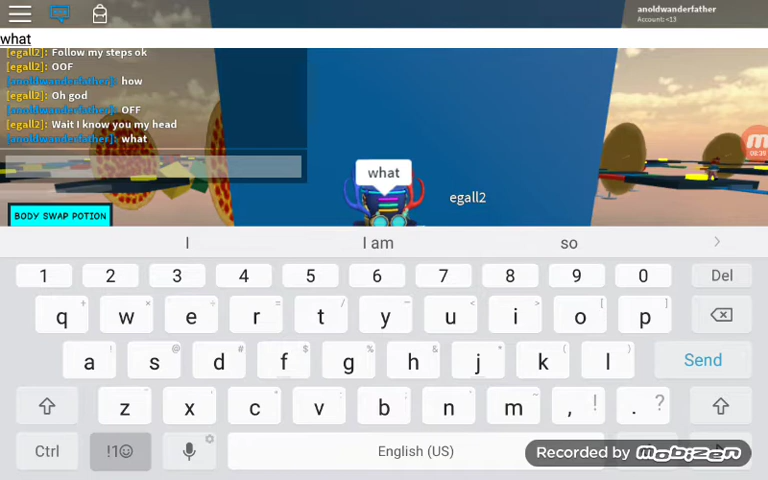 anoldwanderfather
Account: <13
what
[egall2]: Follow my steps ok
[egall2]: OOF
[anoldwanderfather]: how
[egall2]: Oh god
[anoldwanderfather]: OFF
[egall2]: Wait I know you my head
[anoldwanderfather]: what
what
egall2
BODY SWAP POTION
I I am so
1 2 3 4 5 6 7 8 9 0 Del
q w e r t y u i o p
a s d f g h j k l Send
z x c v b n m , ! . ?
Ctrl !1☺ English (US)
Recorded by mobizen